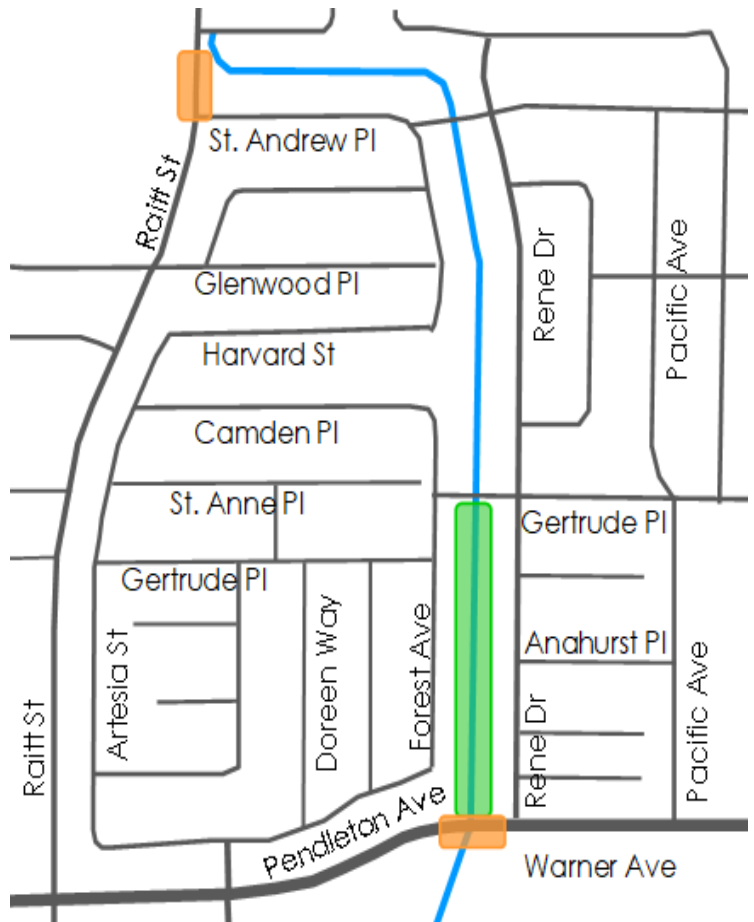 St. Andrew Pl
Raitt St
Glenwood Pl
Rene Dr
Pacific Ave
Harvard St
Camden Pl
St. Anne Pl
Gertrude Pl
Gertrude Pl
Artesia St
Doreen Way
Forest Ave
Anahurst Pl
Raitt St
Rene Dr
Pacific Ave
Pendleton Ave
Warner Ave